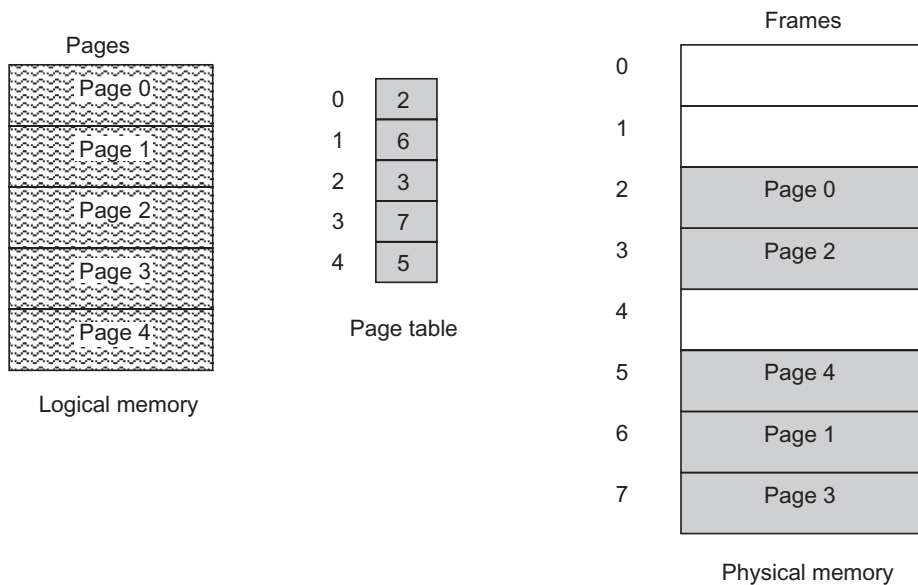 Pages
Page 0
Page 1
Page 2
Page 3
Page 4
Logical memory
0 2
1 6
2 3
3 7
4 5
Page table
Frames
0
1
2 Page 0
3 Page 2
4
5 Page 4
6 Page 1
7 Page 3
Physical memory